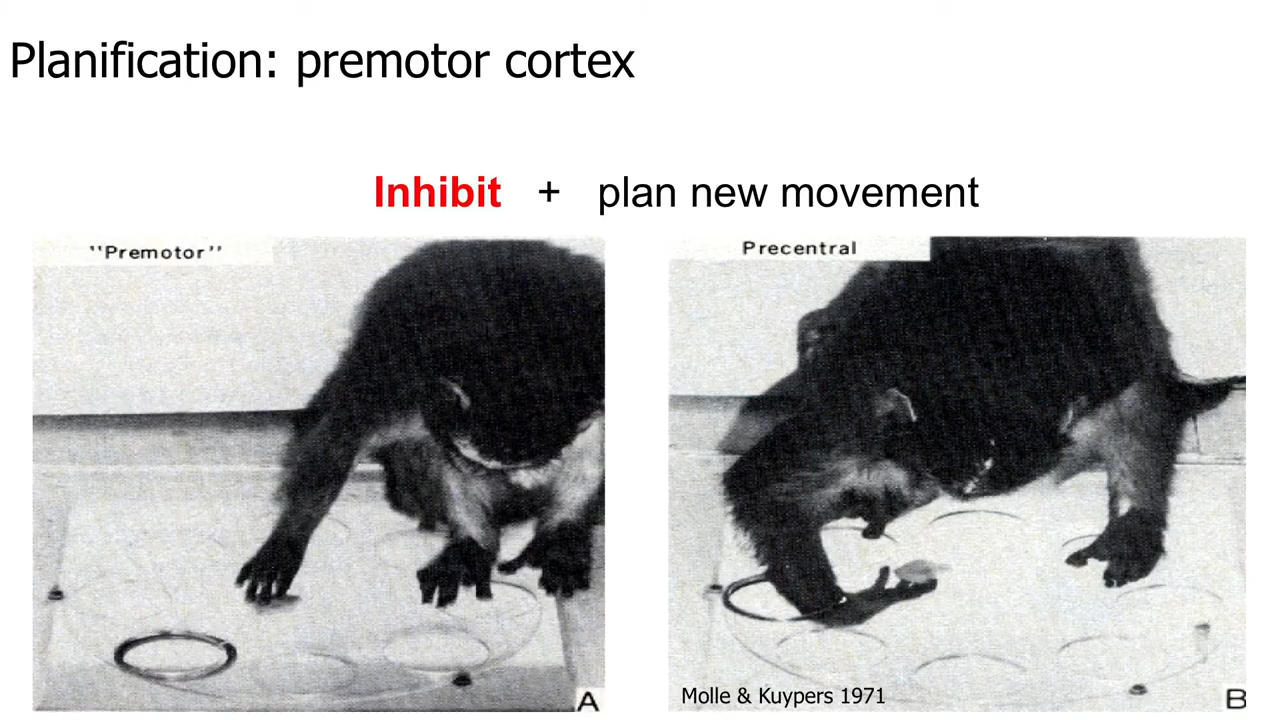 Planification: premotor cortex
Inhibit + plan new movement
"Premotor"
Precentral
A
Molle & Kuypers 1971
B